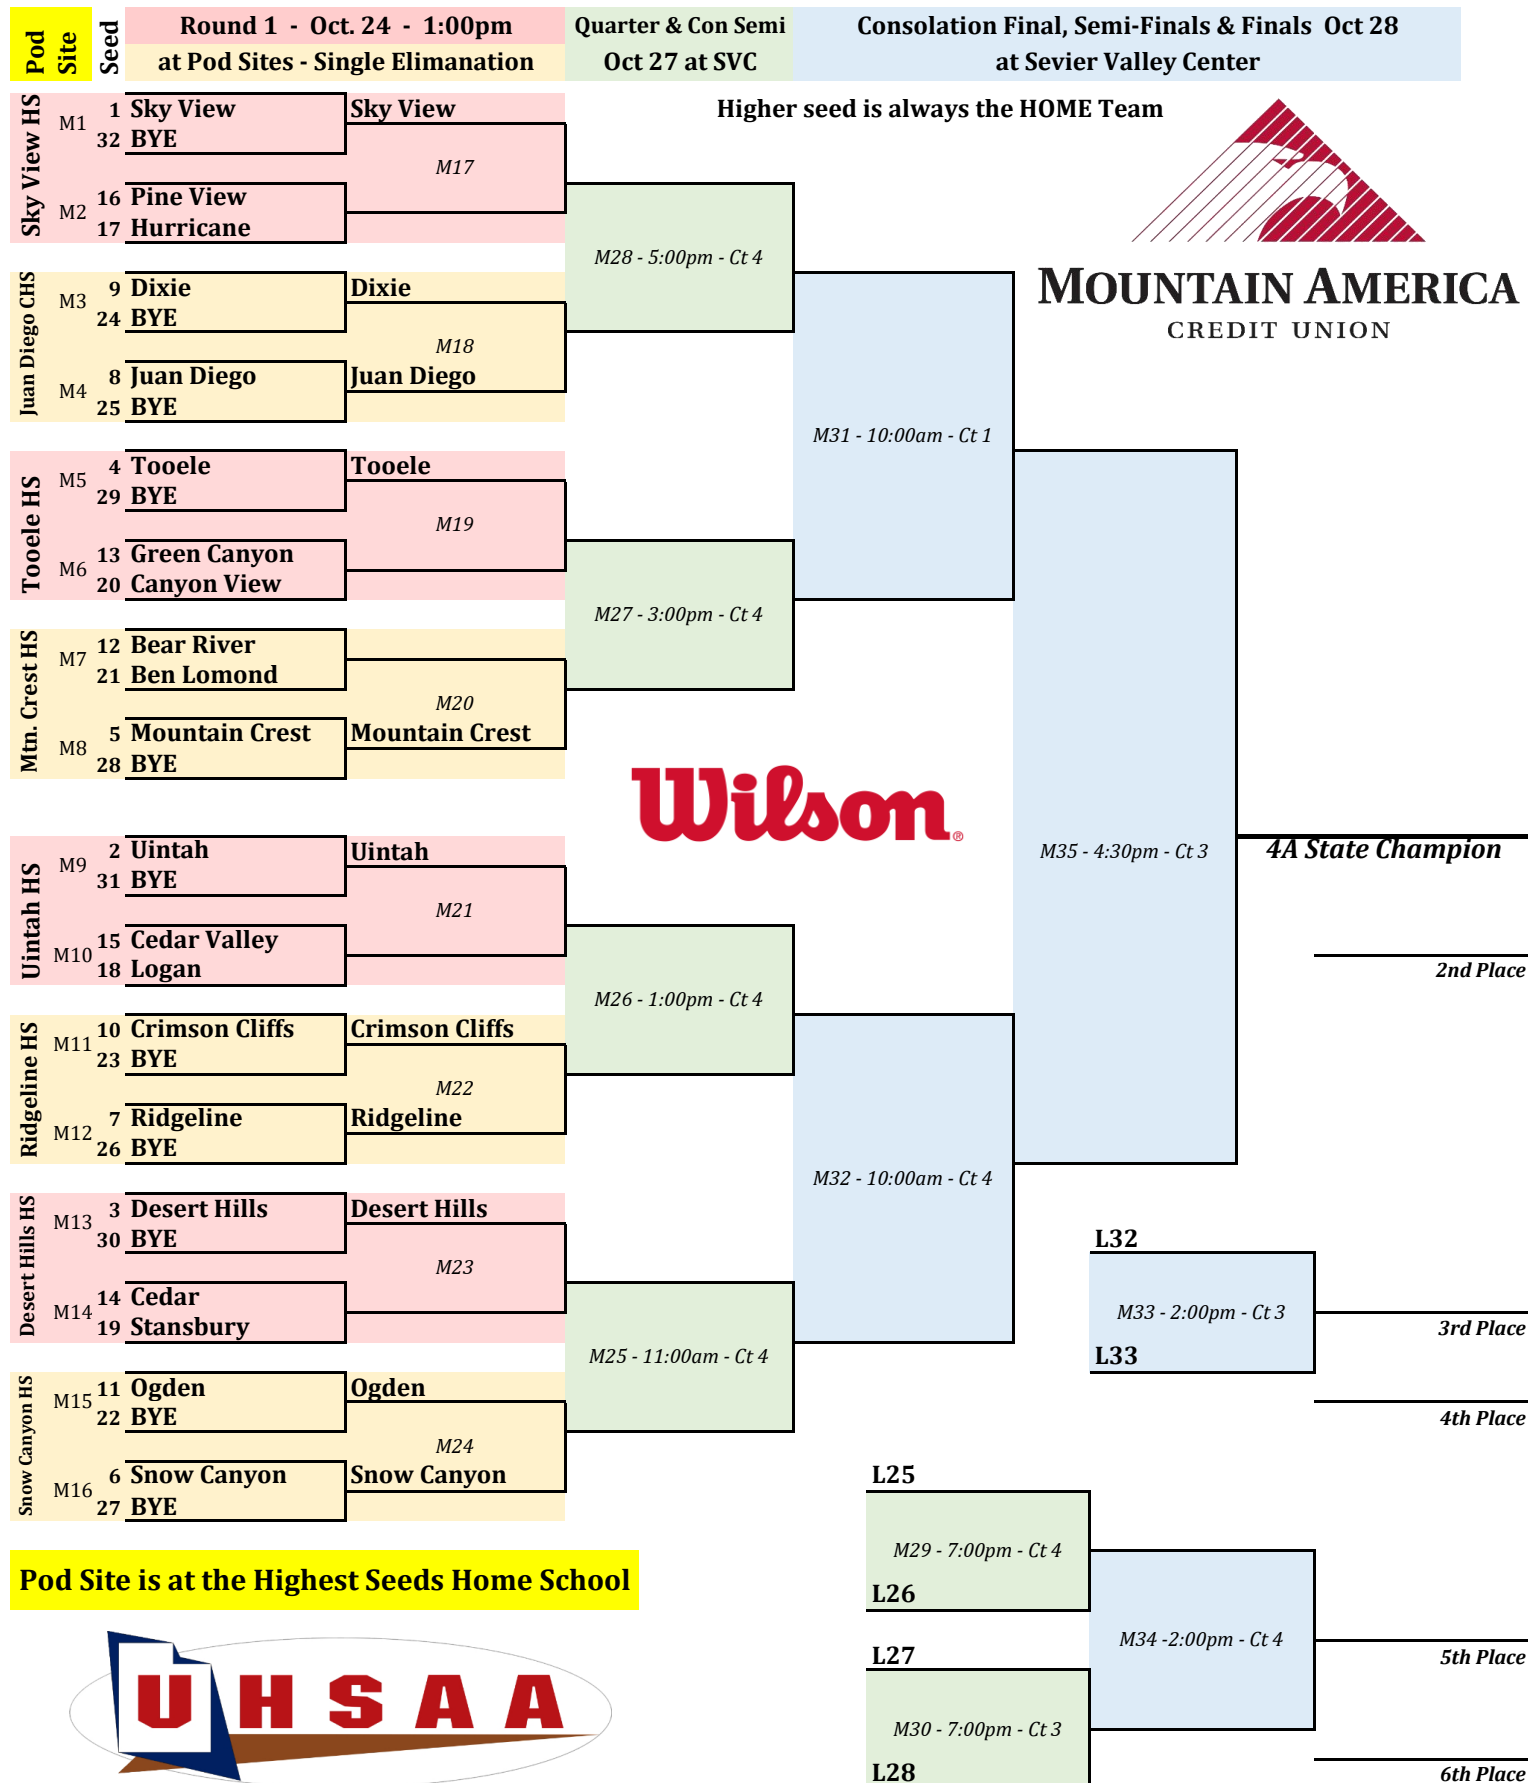 Pod Site
Seed
Round 1 - Oct. 24 - 1:00pm
at Pod Sites - Single Elimanation
Quarter & Con Semi
Oct 27 at SVC
Consolation Final, Semi-Finals & Finals Oct 28
at Sevier Valley Center
Higher seed is always the HOME Team
MOUNTAIN AMERICA
CREDIT UNION
Sky View HS
M1
1 Sky View
32 BYE
Sky View
M17
M2
16 Pine View
17 Hurricane
M28 - 5:00pm - Ct 4
Juan Diego CHS
M3
9 Dixie
24 BYE
Dixie
M18
M4
8 Juan Diego
25 BYE
Juan Diego
M31 - 10:00am - Ct 1
Tooele HS
M5
4 Tooele
29 BYE
Tooele
M19
M6
13 Green Canyon
20 Canyon View
M27 - 3:00pm - Ct 4
Mtn. Crest HS
M7
12 Bear River
21 Ben Lomond
M20
M8
5 Mountain Crest
28 BYE
Mountain Crest
Wilson®
M35 - 4:30pm - Ct 3
4A State Champion
2nd Place
Uintah HS
M9
2 Uintah
31 BYE
Uintah
M21
M10
15 Cedar Valley
18 Logan
M26 - 1:00pm - Ct 4
Ridgeline HS
M11
10 Crimson Cliffs
23 BYE
Crimson Cliffs
M22
M12
7 Ridgeline
26 BYE
Ridgeline
M32 - 10:00am - Ct 4
Desert Hills HS
M13
3 Desert Hills
30 BYE
Desert Hills
M23
M14
14 Cedar
19 Stansbury
M25 - 11:00am - Ct 4
L32
M33 - 2:00pm - Ct 3
L33
3rd Place
4th Place
Snow Canyon HS
M15
11 Ogden
22 BYE
Ogden
M24
M16
6 Snow Canyon
27 BYE
Snow Canyon
L25
M29 - 7:00pm - Ct 4
L26
M34 -2:00pm - Ct 4
5th Place
L27
M30 - 7:00pm - Ct 3
L28
6th Place
Pod Site is at the Highest Seeds Home School
UHSAA